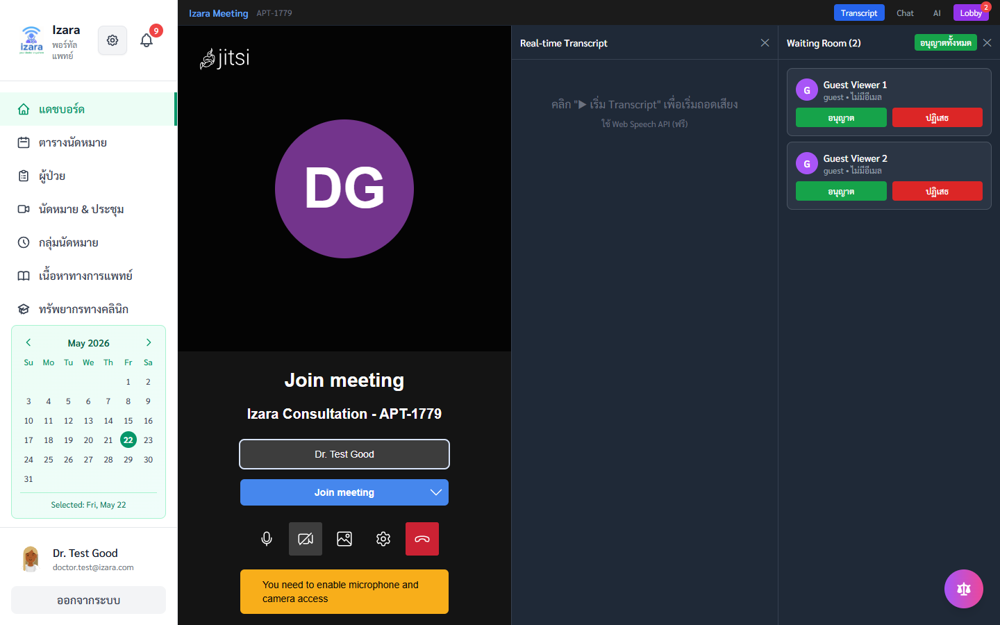 Izara
พอร์ทัล
แพทย์
9
izara
แดชบอร์ด
ตารางนัดหมาย
ผู้ป่วย
นัดหมาย & ประชุม
กลุ่มนัดหมาย
เนื้อหาทางการแพทย์
ทรัพยากรทางคลินิก
May 2026
Su Mo Tu We Th Fr Sa
1 2
3 4 5 6 7 8 9
10 11 12 13 14 15 16
17 18 19 20 21 22 23
24 25 26 27 28 29 30
31
Selected: Fri, May 22
Dr. Test Good
doctor.test@izara.com
ออกจากระบบ
Izara Meeting APT-1779
Transcript Chat AI Lobby 2
jitsi
DG
Join meeting
Izara Consultation - APT-1779
Dr. Test Good
Join meeting
You need to enable microphone and
camera access
Real-time Transcript
คลิก "▶ เริ่ม Transcript" เพื่อเริ่มถอดเสียง
ใช้ Web Speech API (ฟรี)
Waiting Room (2) อนุญาตทั้งหมด
G Guest Viewer 1
guest • ไม่มีอีเมล
อนุญาต ปฏิเสธ
G Guest Viewer 2
guest • ไม่มีอีเมล
อนุญาต ปฏิเสธ